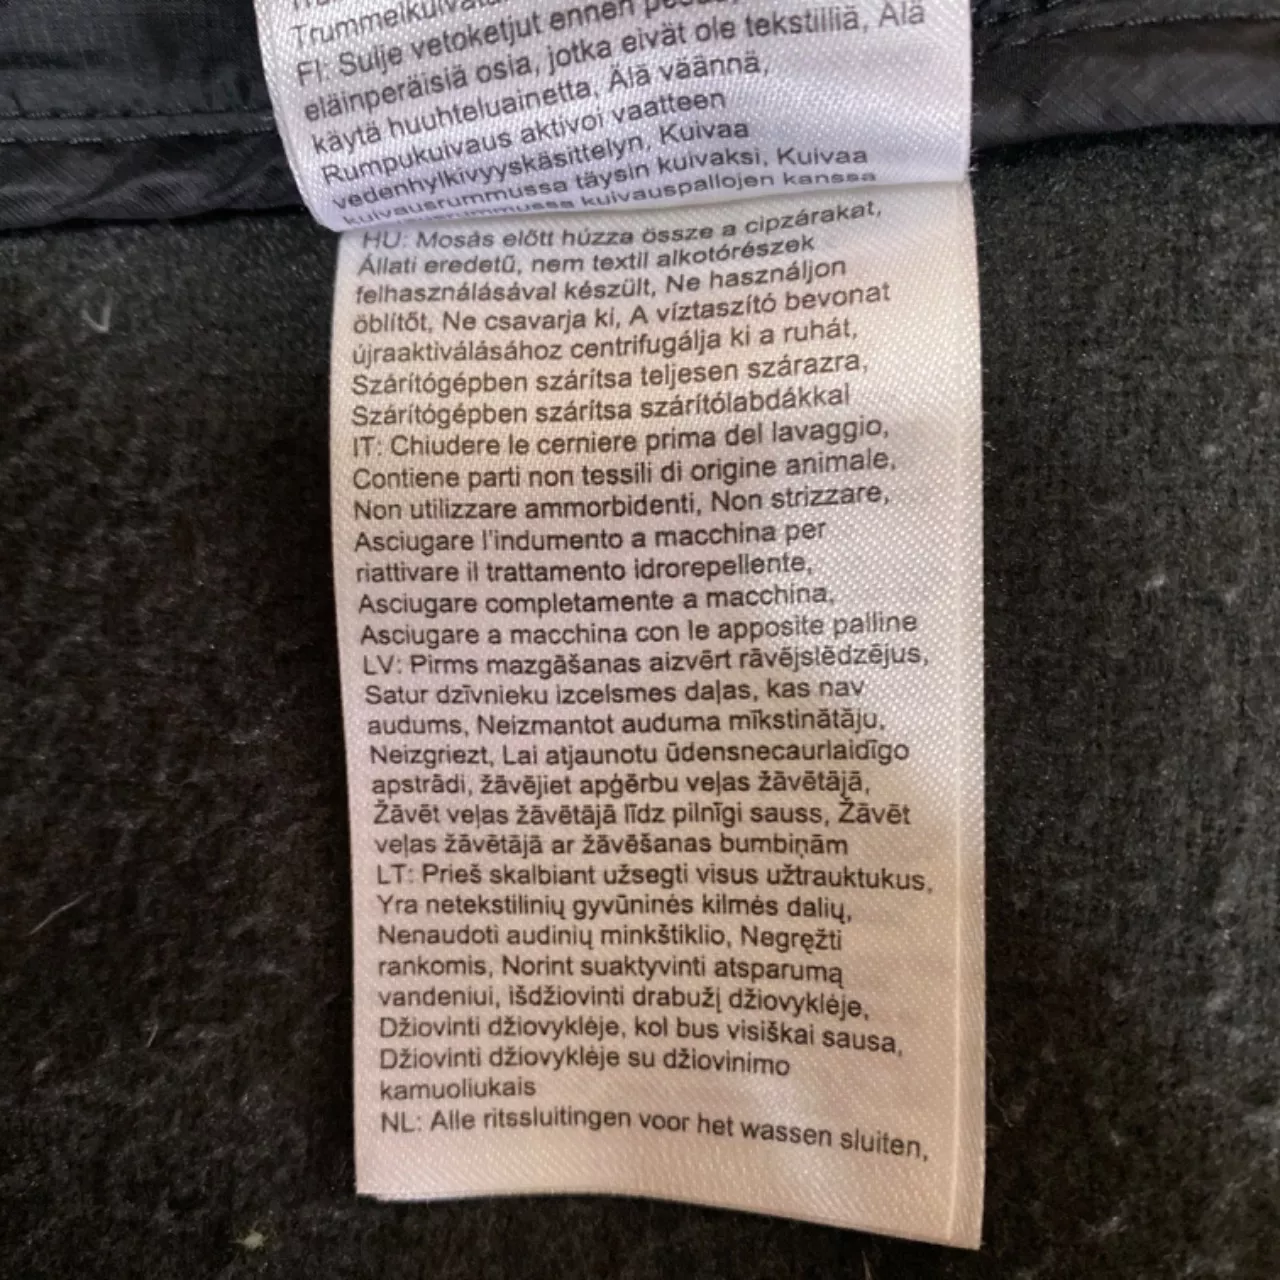 Trummelkuivata
FI: Sulje vetoketjut ennen
eläinperäisiä osia, jotka eivät ole tekstilliä, Älä
käytä huuhteluainetta, Älä väännä,
Rumpukuivaus aktivoi vaatteen
vedenhylkivyyskäsittelyn, Kuivaa
kuivausrummussa täysin kuivaksi, Kuivaa
kuivausrummussa kuivauspallojen kanssa
HU: Mosás előtt húzza össze a cipzárakat,
Állati eredetű, nem textil alkotórészek
felhasználásával készült, Ne használjon
öblítőt, Ne csavarja ki, A víztaszító bevonat
újraaktiválásához centrifugálja ki a ruhát,
Szárítógépben szárítsa teljesen szárazra,
Szárítógépben szárítsa szárítólabdákkal
IT: Chiudere le cerniere prima del lavaggio,
Contiene parti non tessili di origine animale,
Non utilizzare ammorbidenti, Non strizzare,
Asciugare l'indumento a macchina per
riattivare il trattamento idrorepellente,
Asciugare completamente a macchina,
Asciugare a macchina con le apposite palline
LV: Pirms mazgāšanas aizvērt rāvējslēdzējus,
Satur dzīvnieku izcelsmes daļas, kas nav
audums, Neizmantot auduma mīkstinātāju,
Neizgriezt, Lai atjaunotu ūdensnecaurlaidīgo
apstrādi, žāvējiet apģērbu veļas žāvētājā,
Žāvēt veļas žāvētājā līdz pilnīgi sauss, Žāvēt
veļas žāvētājā ar žāvēšanas bumbiņām
LT: Prieš skalbiant užsegti visus užtrauktukus,
Yra netekstilinių gyvūninės kilmės dalių,
Nenaudoti audinių minkštiklio, Negręžti
rankomis, Norint suaktyvinti atsparumą
vandeniui, išdžiovinti drabužį džiovyklėje,
Džiovinti džiovyklėje, kol bus visiškai sausa,
Džiovinti džiovyklėje su džiovinimo
kamuoliukais
NL: Alle ritssluitingen voor het wassen sluiten,